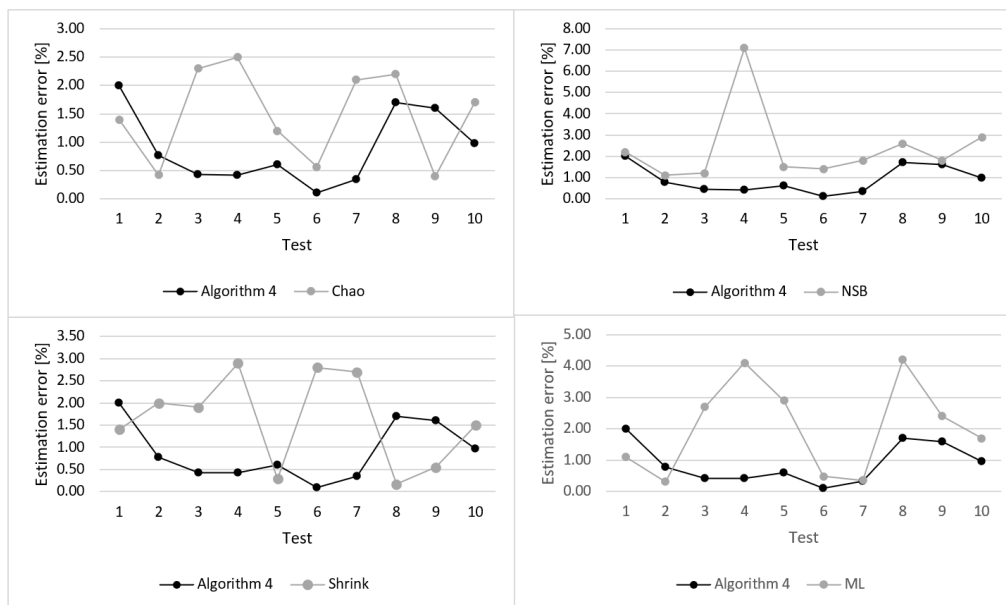 3.00
2.50
2.00
1.50
1.00
0.50
0.00
Estimation error [%]
1 2 3 4 5 6 7 8 9 10
Test
Algorithm 4 Chao
8.00
7.00
6.00
5.00
4.00
3.00
2.00
1.00
0.00
Estimation error [%]
1 2 3 4 5 6 7 8 9 10
Test
Algorithm 4 NSB
3.50
3.00
2.50
2.00
1.50
1.00
0.50
0.00
Estimation error [%]
1 2 3 4 5 6 7 8 9 10
Test
Algorithm 4 Shrink
5.00
4.00
3.00
2.00
1.00
0.00
Estimation error [%]
1 2 3 4 5 6 7 8 9 10
Test
Algorithm 4 ML